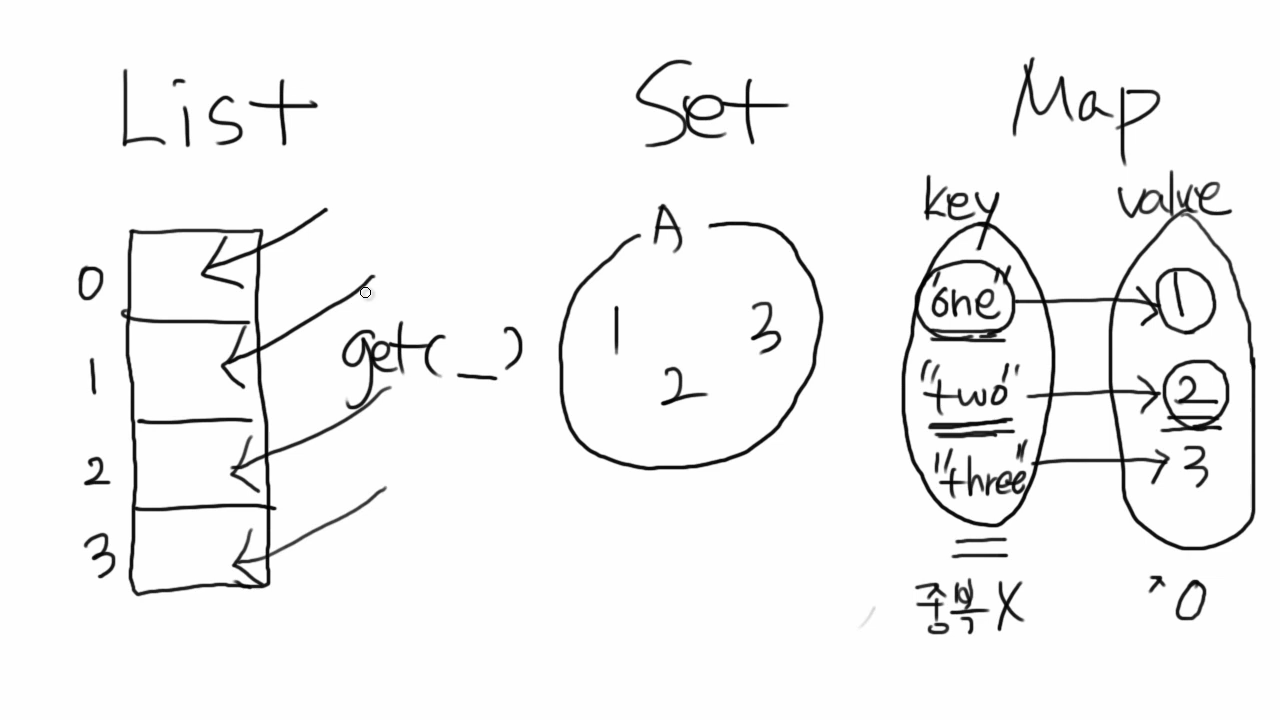 List
0
1
2
3
get(_)
Set
A
1
3
2
Map
key
value
"one"
1
"two"
2
"three"
3
중복 X
" O